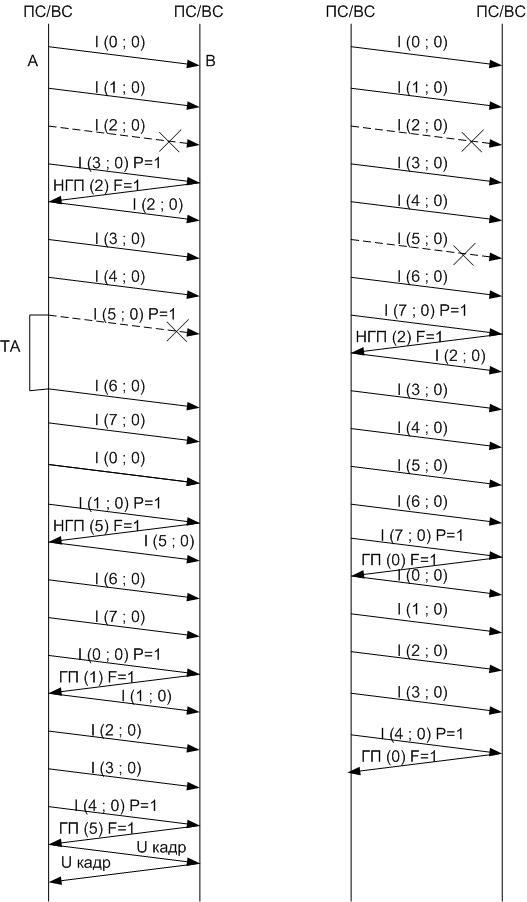 ПС/ВС
ПС/ВС
A
B
I (0 ; 0)
I (1 ; 0)
I (2 ; 0)
I (3 ; 0) P=1
НГП (2) F=1
I (2 ; 0)
I (3 ; 0)
I (4 ; 0)
I (5 ; 0) P=1
TA
I (6 ; 0)
I (7 ; 0)
I (0 ; 0)
I (1 ; 0) P=1
НГП (5) F=1
I (5 ; 0)
I (6 ; 0)
I (7 ; 0)
I (0 ; 0) P=1
ГП (1) F=1
I (1 ; 0)
I (2 ; 0)
I (3 ; 0)
I (4 ; 0) P=1
ГП (5) F=1
U кадр
U кадр
ПС/ВС
ПС/ВС
I (0 ; 0)
I (1 ; 0)
I (2 ; 0)
I (3 ; 0)
I (4 ; 0)
I (5 ; 0)
I (6 ; 0)
I (7 ; 0) P=1
НГП (2) F=1
I (2 ; 0)
I (3 ; 0)
I (4 ; 0)
I (5 ; 0)
I (6 ; 0)
I (7 ; 0) P=1
ГП (0) F=1
I (0 ; 0)
I (1 ; 0)
I (2 ; 0)
I (3 ; 0)
I (4 ; 0) P=1
ГП (0) F=1